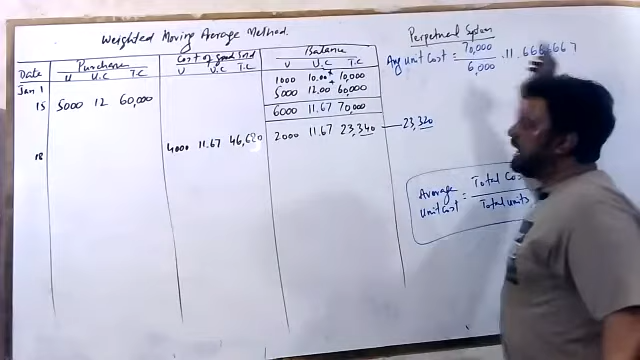 Weighted Moving Average Method.
Perpetual System
Date
Purchases
U U.C T.C
Cost of good sold
U U.C T.C
Balance
U U.C T.C
Avg Unit Cost = 70,000 / 6,000 = 11.6666667
Jan 1
1000 10.00 10,000
15 5000 12 60,000
5000 12.00 60,000
6000 11.67 70,000
18 4000 11.67 46,680
2000 11.67 23,340 — 23,320
Average Unit Cost = Total Cos / Total Units